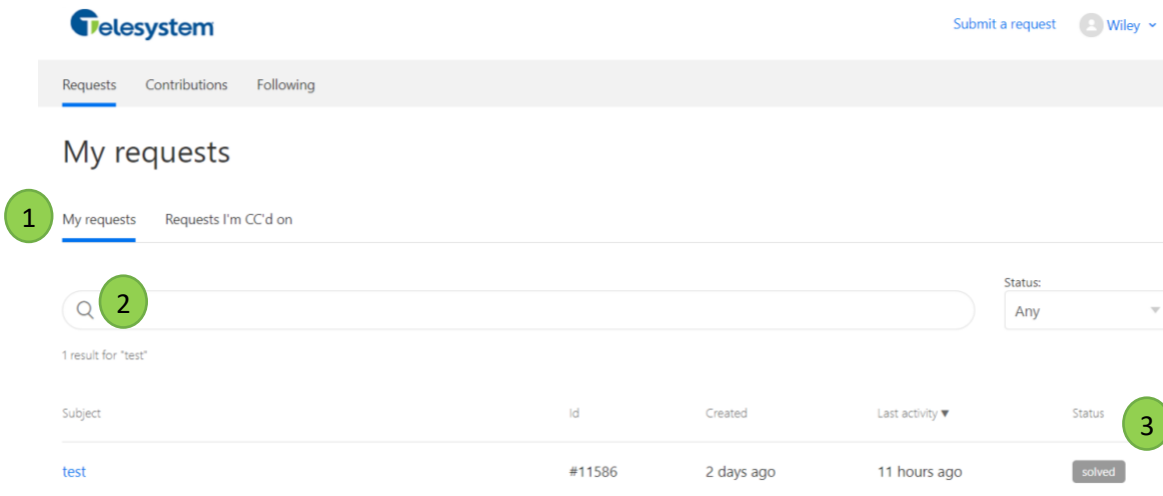 Telesystem
Submit a request Wiley
Requests Contributions Following
My requests
1 My requests Requests I'm CC'd on
Status:
2 Any
1 result for "test"
Subject Id Created Last activity ▼ Status 3
test #11586 2 days ago 11 hours ago solved